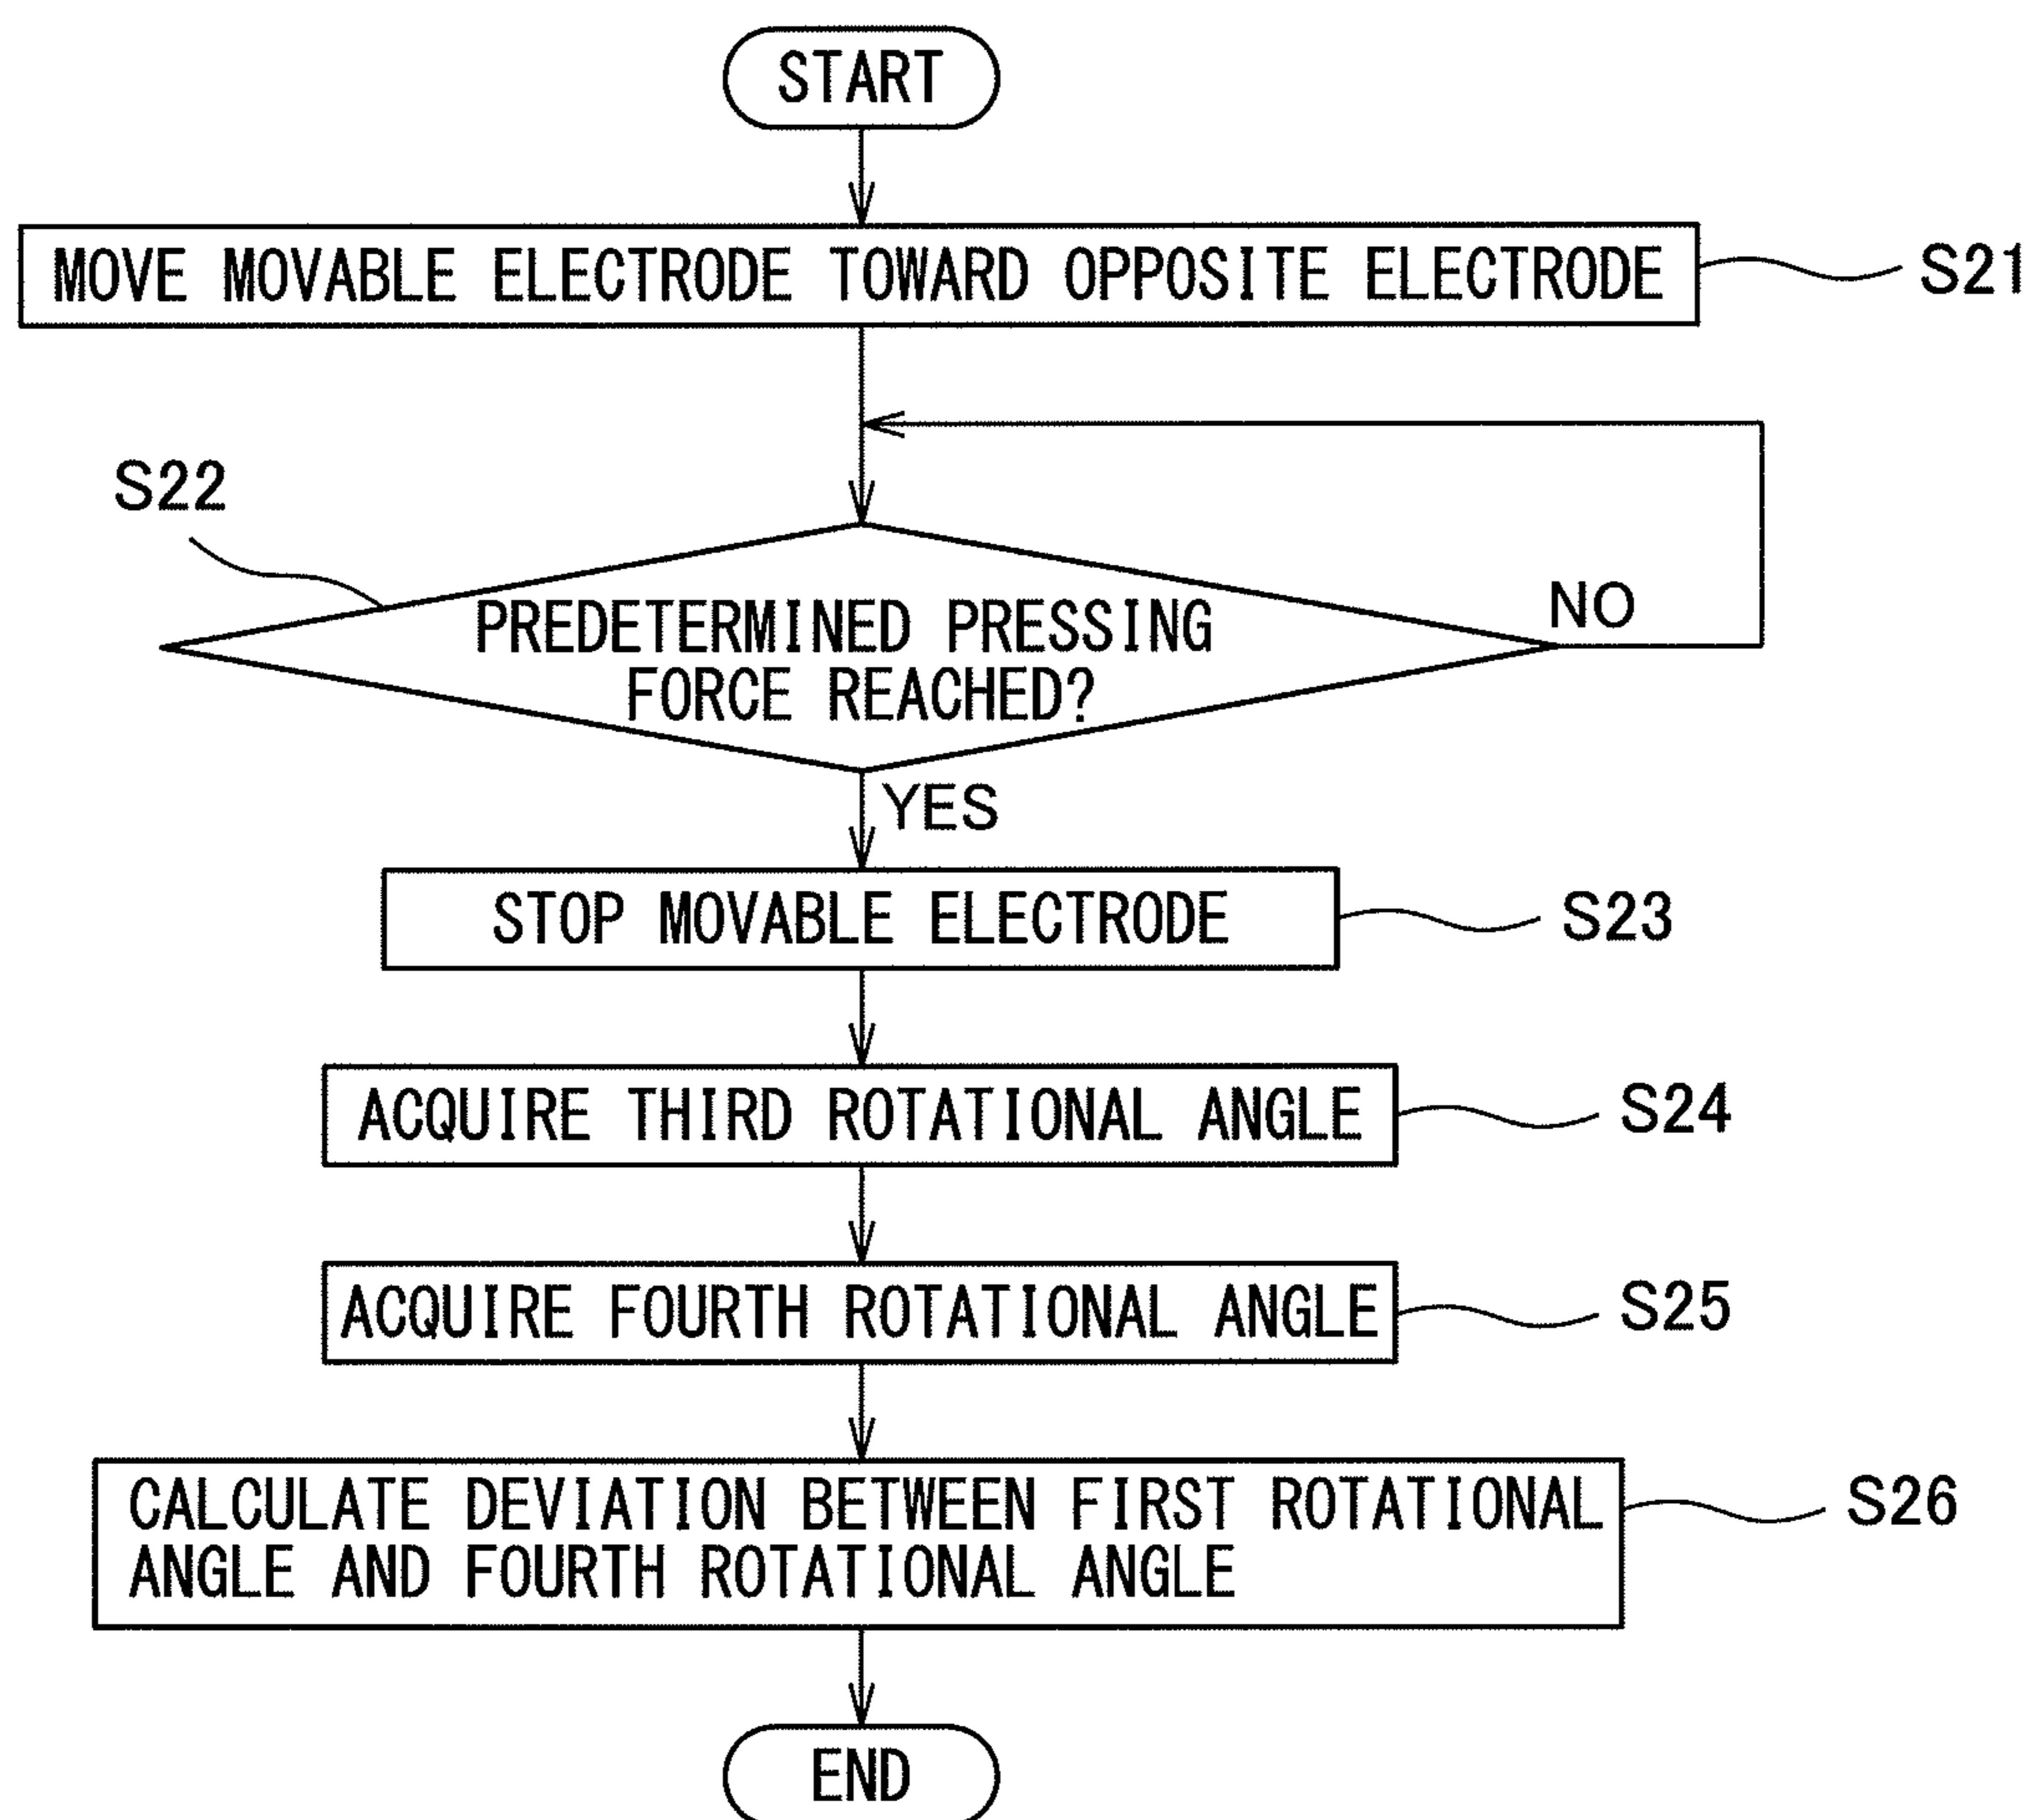 START
MOVE MOVABLE ELECTRODE TOWARD OPPOSITE ELECTRODE
S21
S22
PREDETERMINED PRESSING
FORCE REACHED?
NO
YES
STOP MOVABLE ELECTRODE
S23
ACQUIRE THIRD ROTATIONAL ANGLE
S24
ACQUIRE FOURTH ROTATIONAL ANGLE
S25
CALCULATE DEVIATION BETWEEN FIRST ROTATIONAL
ANGLE AND FOURTH ROTATIONAL ANGLE
S26
END